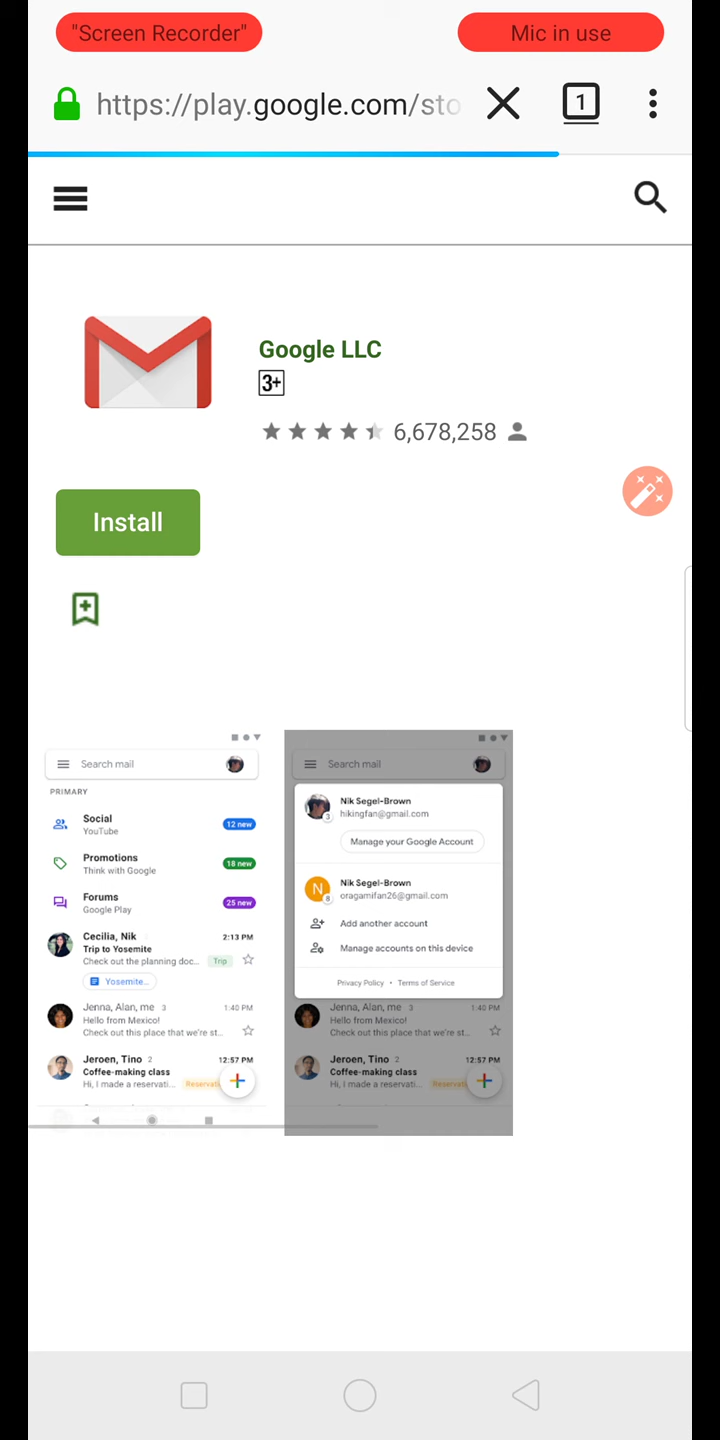 "Screen Recorder"
Mic in use
https://play.google.com/sto
1
Google LLC
3+
6,678,258
Install
Search mail
PRIMARY
Social
YouTube
12 new
Promotions
Think with Google
18 new
Forums
Google Play
25 new
Cecilia, Nik
2:13 PM
Trip to Yosemite
Check out the planning doc...
Trip
Yosemite...
Jenna, Alan, me 3
1:40 PM
Hello from Mexico!
Check out this place that we're st...
Jeroen, Tino 2
12:57 PM
Coffee-making class
Hi, I made a reservati...
Reservati
Search mail
Nik Segel-Brown
hikingfan@gmail.com
3
Manage your Google Account
N
8
Nik Segel-Brown
oragamifan26@gmail.com
Add another account
Manage accounts on this device
Privacy Policy • Terms of Service
Jenna, Alan, me 3
1:40 PM
Hello from Mexico!
Check out this place that we're st...
Jeroen, Tino 2
12:57 PM
Coffee-making class
Hi, I made a reservati...
Reservati